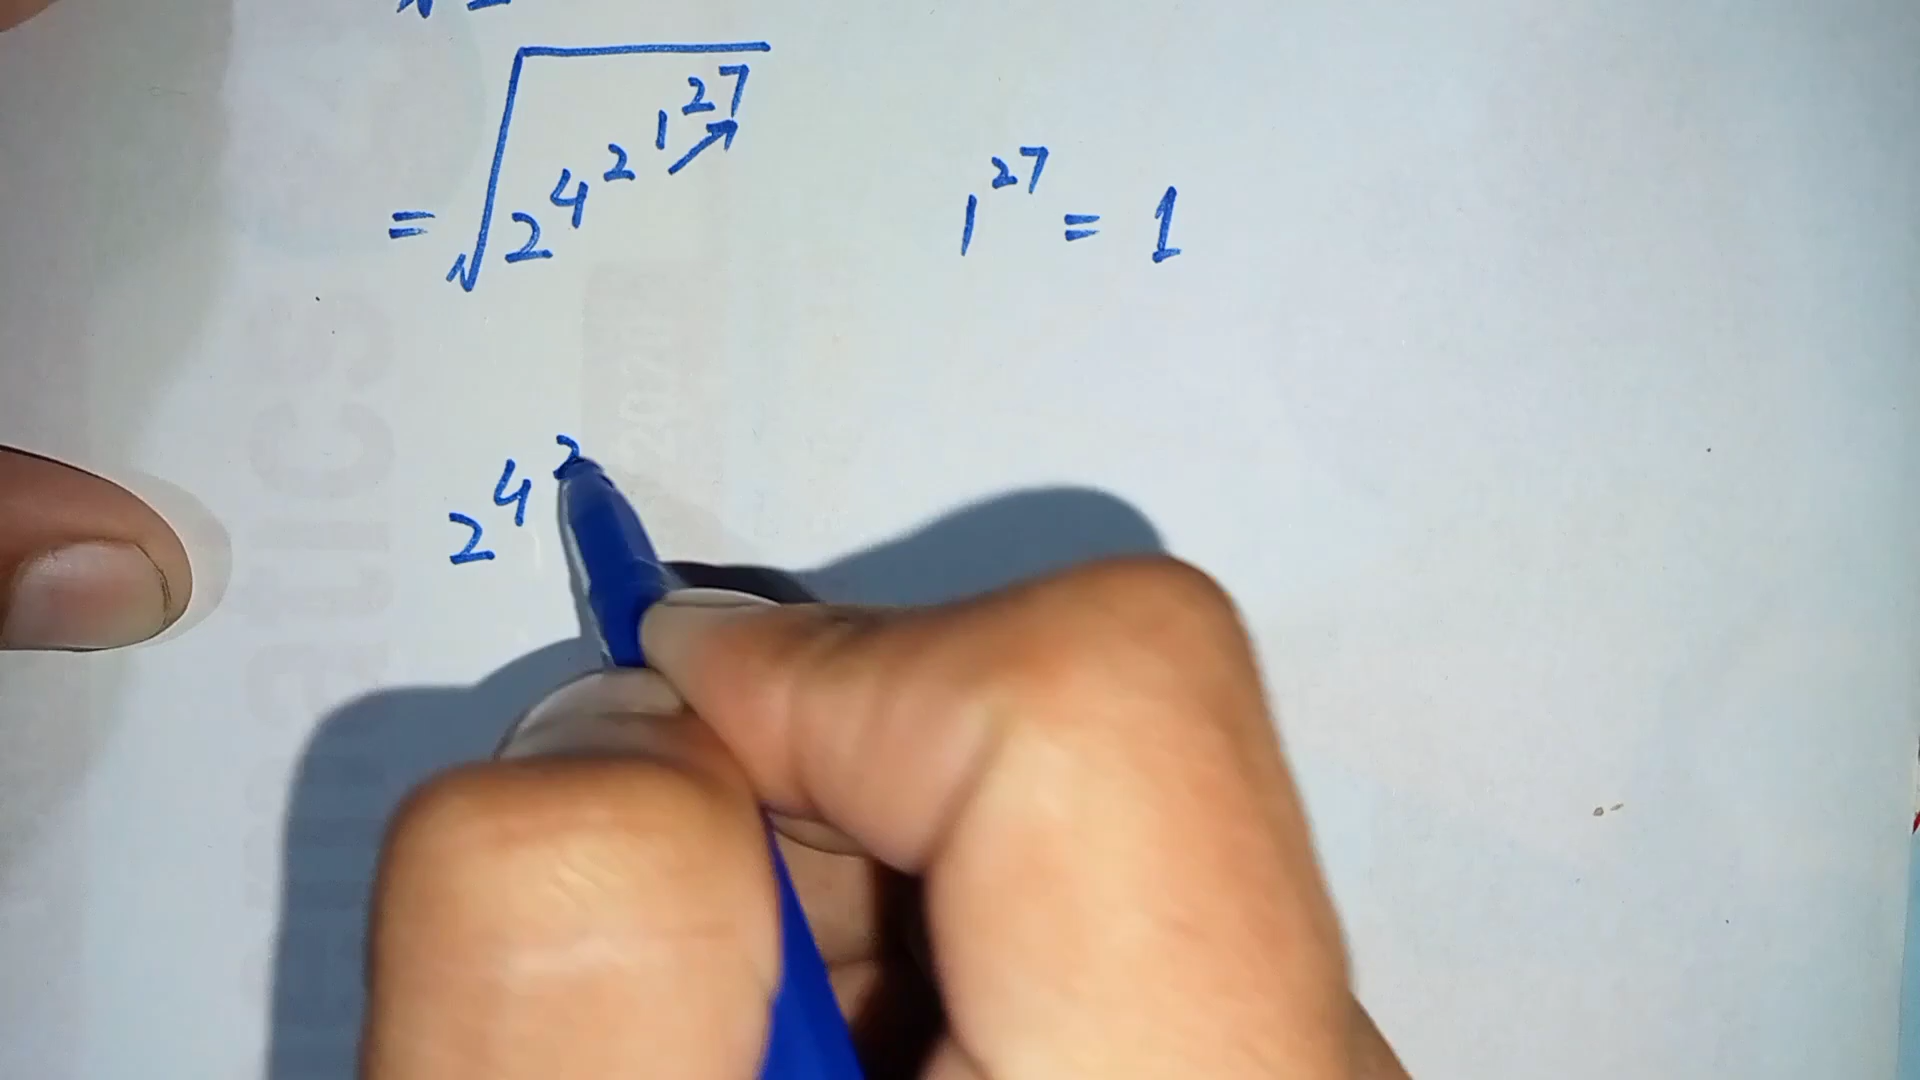 = √2^4^2^1^27
1^27 = 1
2^4^2